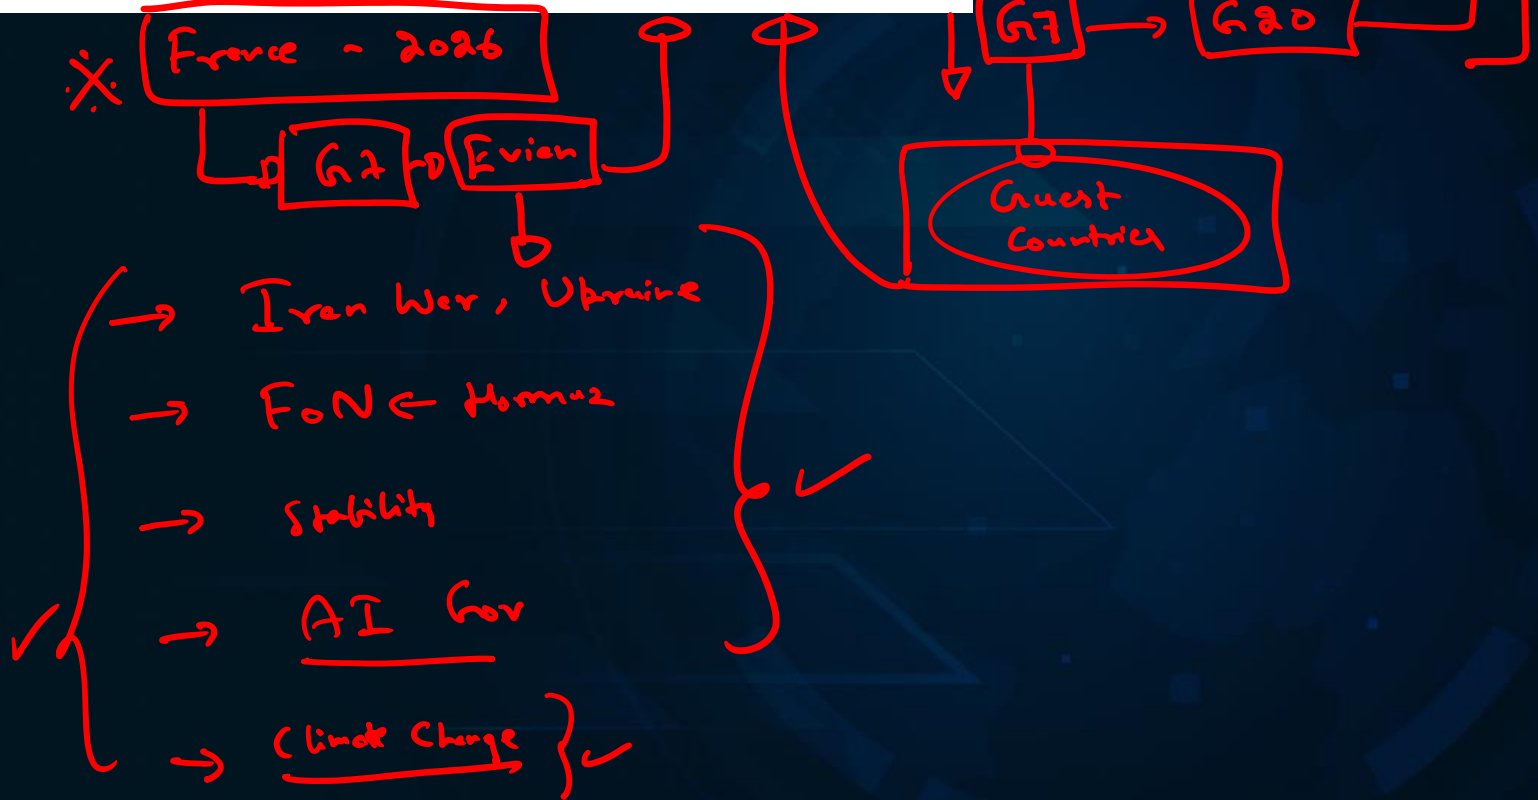 France - 2026
G7
Evian
Iran War, Ukraine
FoN ← Hormuz
Stability
AI Gov
Climate Change
G7 → G20
Guest
Countries